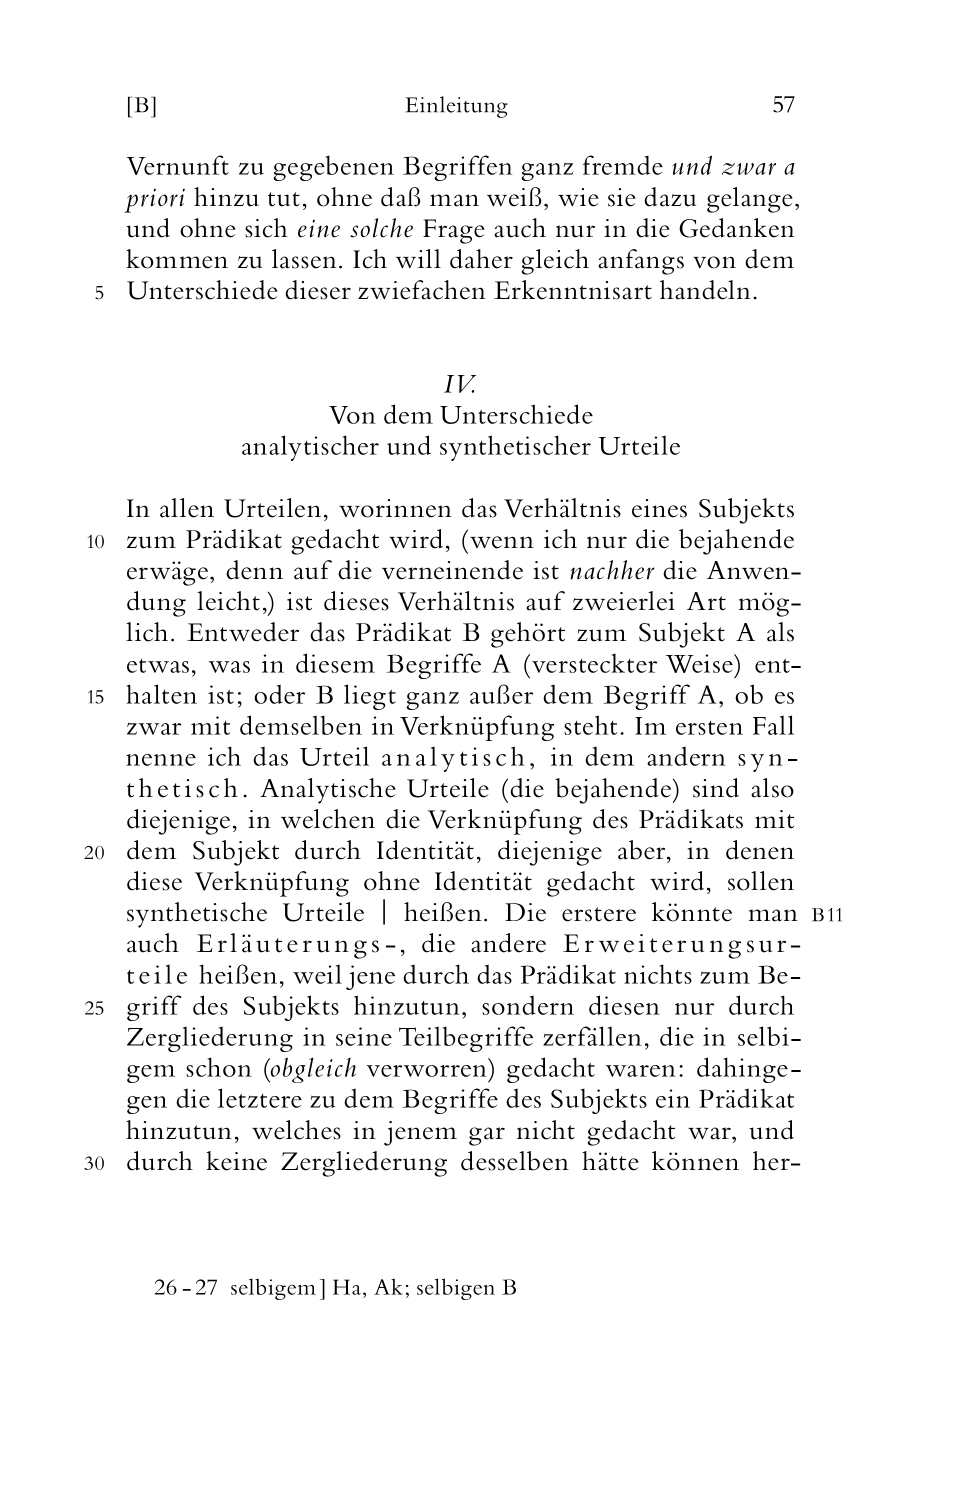 [B] Einleitung 57
Vernunft zu gegebenen Begriffen ganz fremde und zwar a
priori hinzu tut, ohne daß man weiß, wie sie dazu gelange,
und ohne sich eine solche Frage auch nur in die Gedanken
kommen zu lassen. Ich will daher gleich anfangs von dem
5 Unterschiede dieser zwiefachen Erkenntnisart handeln.
IV.
Von dem Unterschiede
analytischer und synthetischer Urteile
In allen Urteilen, worinnen das Verhältnis eines Subjekts
10 zum Prädikat gedacht wird, (wenn ich nur die bejahende
erwäge, denn auf die verneinende ist nachher die Anwen-
dung leicht,) ist dieses Verhältnis auf zweierlei Art mög-
lich. Entweder das Prädikat B gehört zum Subjekt A als
etwas, was in diesem Begriffe A (versteckter Weise) ent-
15 halten ist; oder B liegt ganz außer dem Begriff A, ob es
zwar mit demselben in Verknüpfung steht. Im ersten Fall
nenne ich das Urteil analytisch, in dem andern syn-
thetisch. Analytische Urteile (die bejahende) sind also
diejenige, in welchen die Verknüpfung des Prädikats mit
20 dem Subjekt durch Identität, diejenige aber, in denen
diese Verknüpfung ohne Identität gedacht wird, sollen
synthetische Urteile | heißen. Die erstere könnte man B11
auch Erläuterungs-, die andere Erweiterungsur-
teile heißen, weil jene durch das Prädikat nichts zum Be-
25 griff des Subjekts hinzutun, sondern diesen nur durch
Zergliederung in seine Teilbegriffe zerfällen, die in selbi-
gem schon (obgleich verworren) gedacht waren: dahinge-
gen die letztere zu dem Begriffe des Subjekts ein Prädikat
hinzutun, welches in jenem gar nicht gedacht war, und
30 durch keine Zergliederung desselben hätte können her-
26-27 selbigem] Ha, Ak; selbigen B